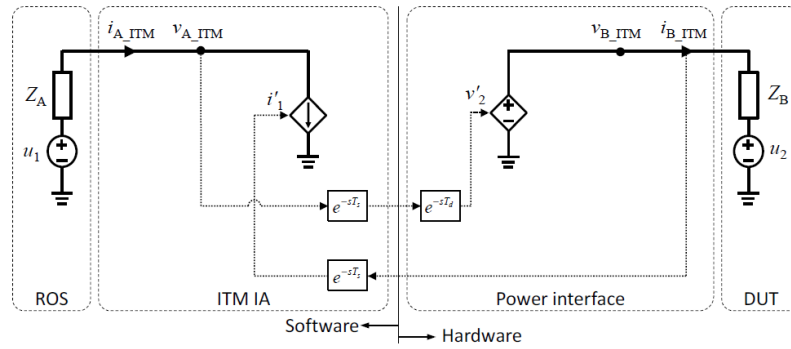 i_A_ITM v_A_ITM v_B_ITM i_B_ITM
Z_A i'_1 v'_2 Z_B
u_1 u_2
e^{-sT_s} e^{-sT_d}
e^{-sT_s}
ROS ITM IA Power interface DUT
Software
Hardware